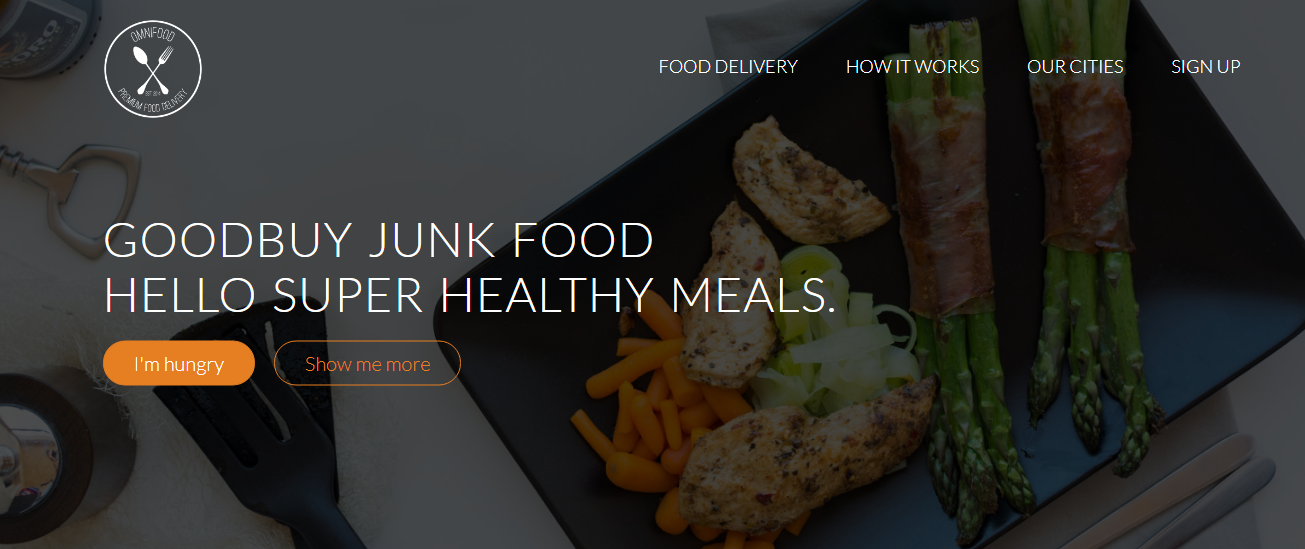 OMNIFOOD
PREMIUM FOOD DELIVERY
FOOD DELIVERY HOW IT WORKS OUR CITIES SIGN UP
GOODBUY JUNK FOOD
HELLO SUPER HEALTHY MEALS.
I'm hungry Show me more